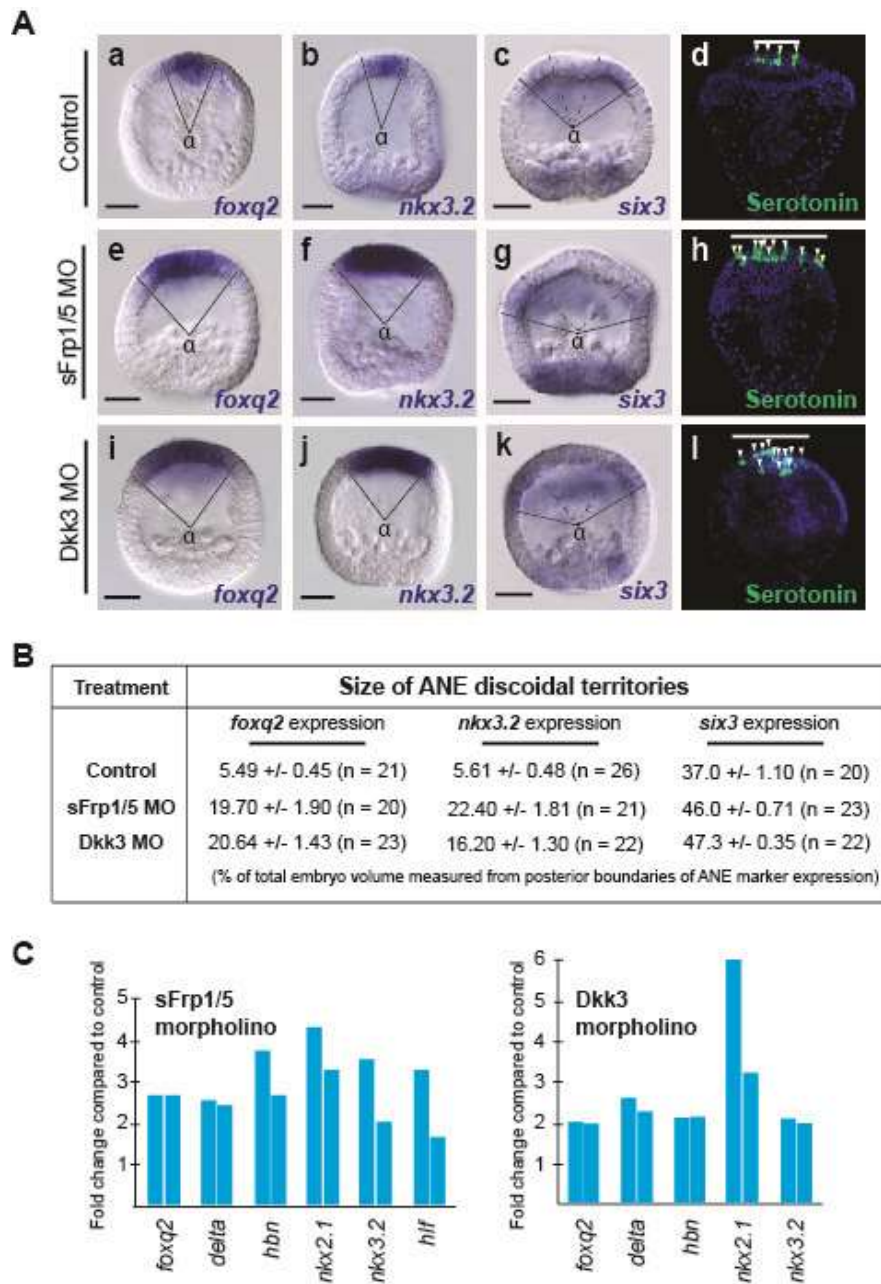 A
Control
a
α
foxq2
b
α
nkx3.2
c
α
six3
d
Serotonin
sFrp1/5 MO
e
α
foxq2
f
α
nkx3.2
g
α
six3
h
Serotonin
Dkk3 MO
i
α
foxq2
j
α
nkx3.2
k
α
six3
l
Serotonin
B
Treatment
Size of ANE discoidal territories
foxq2 expression nkx3.2 expression six3 expression
Control 5.49 +/- 0.45 (n = 21) 5.61 +/- 0.48 (n = 26) 37.0 +/- 1.10 (n = 20)
sFrp1/5 MO 19.70 +/- 1.90 (n = 20) 22.40 +/- 1.81 (n = 21) 46.0 +/- 0.71 (n = 23)
Dkk3 MO 20.64 +/- 1.43 (n = 23) 16.20 +/- 1.30 (n = 22) 47.3 +/- 0.35 (n = 22)
(% of total embryo volume measured from posterior boundaries of ANE marker expression)
C
Fold change compared to control
5
4
3
2
1
sFrp1/5
morpholino
foxq2
delta
hbn
nkx2.1
nkx3.2
hlf
Fold change compared to control
6
5
4
3
2
1
Dkk3
morpholino
foxq2
delta
hbn
nkx2.1
nkx3.2